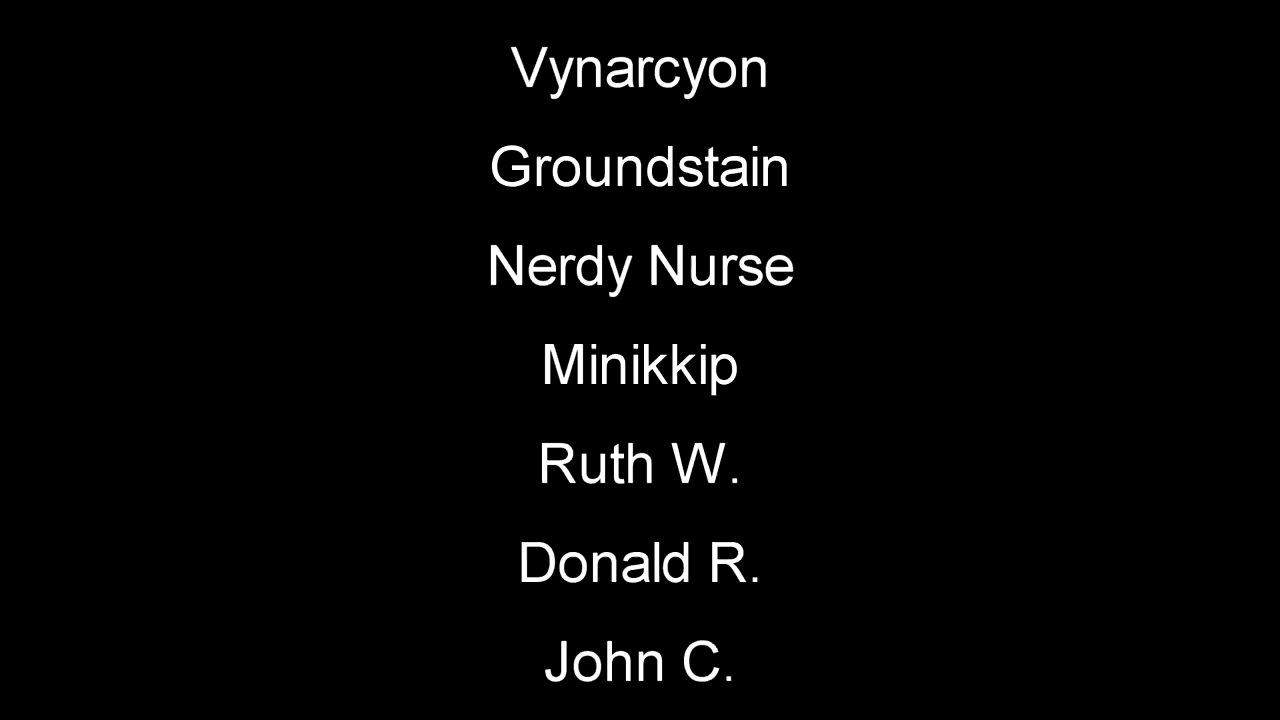 Vynarcyon
Groundstain
Nerdy Nurse
Minikkip
Ruth W.
Donald R.
John C.